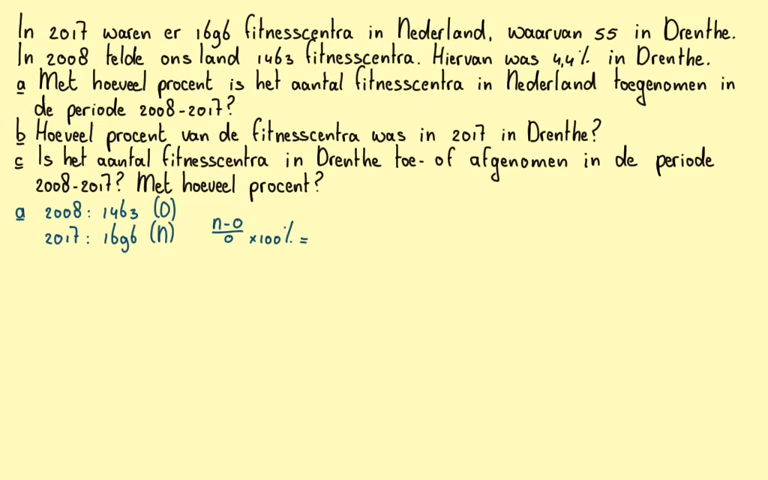 In 2017 waren er 1696 fitnesscentra in Nederland, waarvan 55 in Drenthe.
In 2008 telde ons land 1463 fitnesscentra. Hiervan was 4,4% in Drenthe.
a Met hoeveel procent is het aantal fitnesscentra in Nederland toegenomen in
de periode 2008-2017?
b Hoeveel procent van de fitnesscentra was in 2017 in Drenthe?
c Is het aantal fitnesscentra in Drenthe toe- of afgenomen in de periode
2008-2017? Met hoeveel procent?
a 2008: 1463 (O)
2017: 1696 (n) n-o/o ×100% =